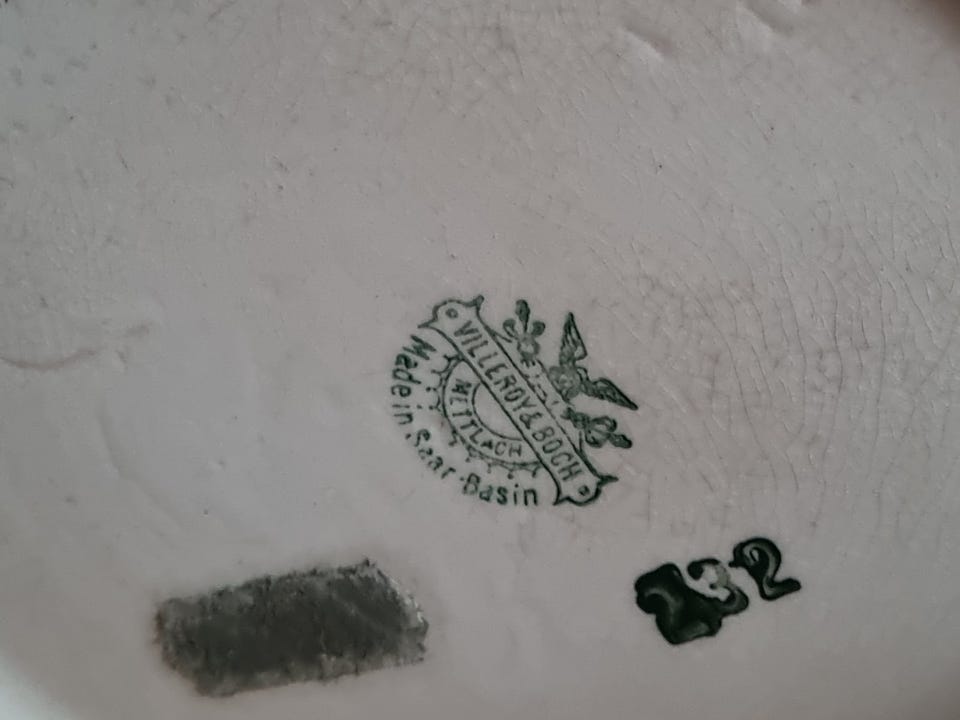 VILLEROY & BOCH
METTLACH
Made in Saar-Basin
32